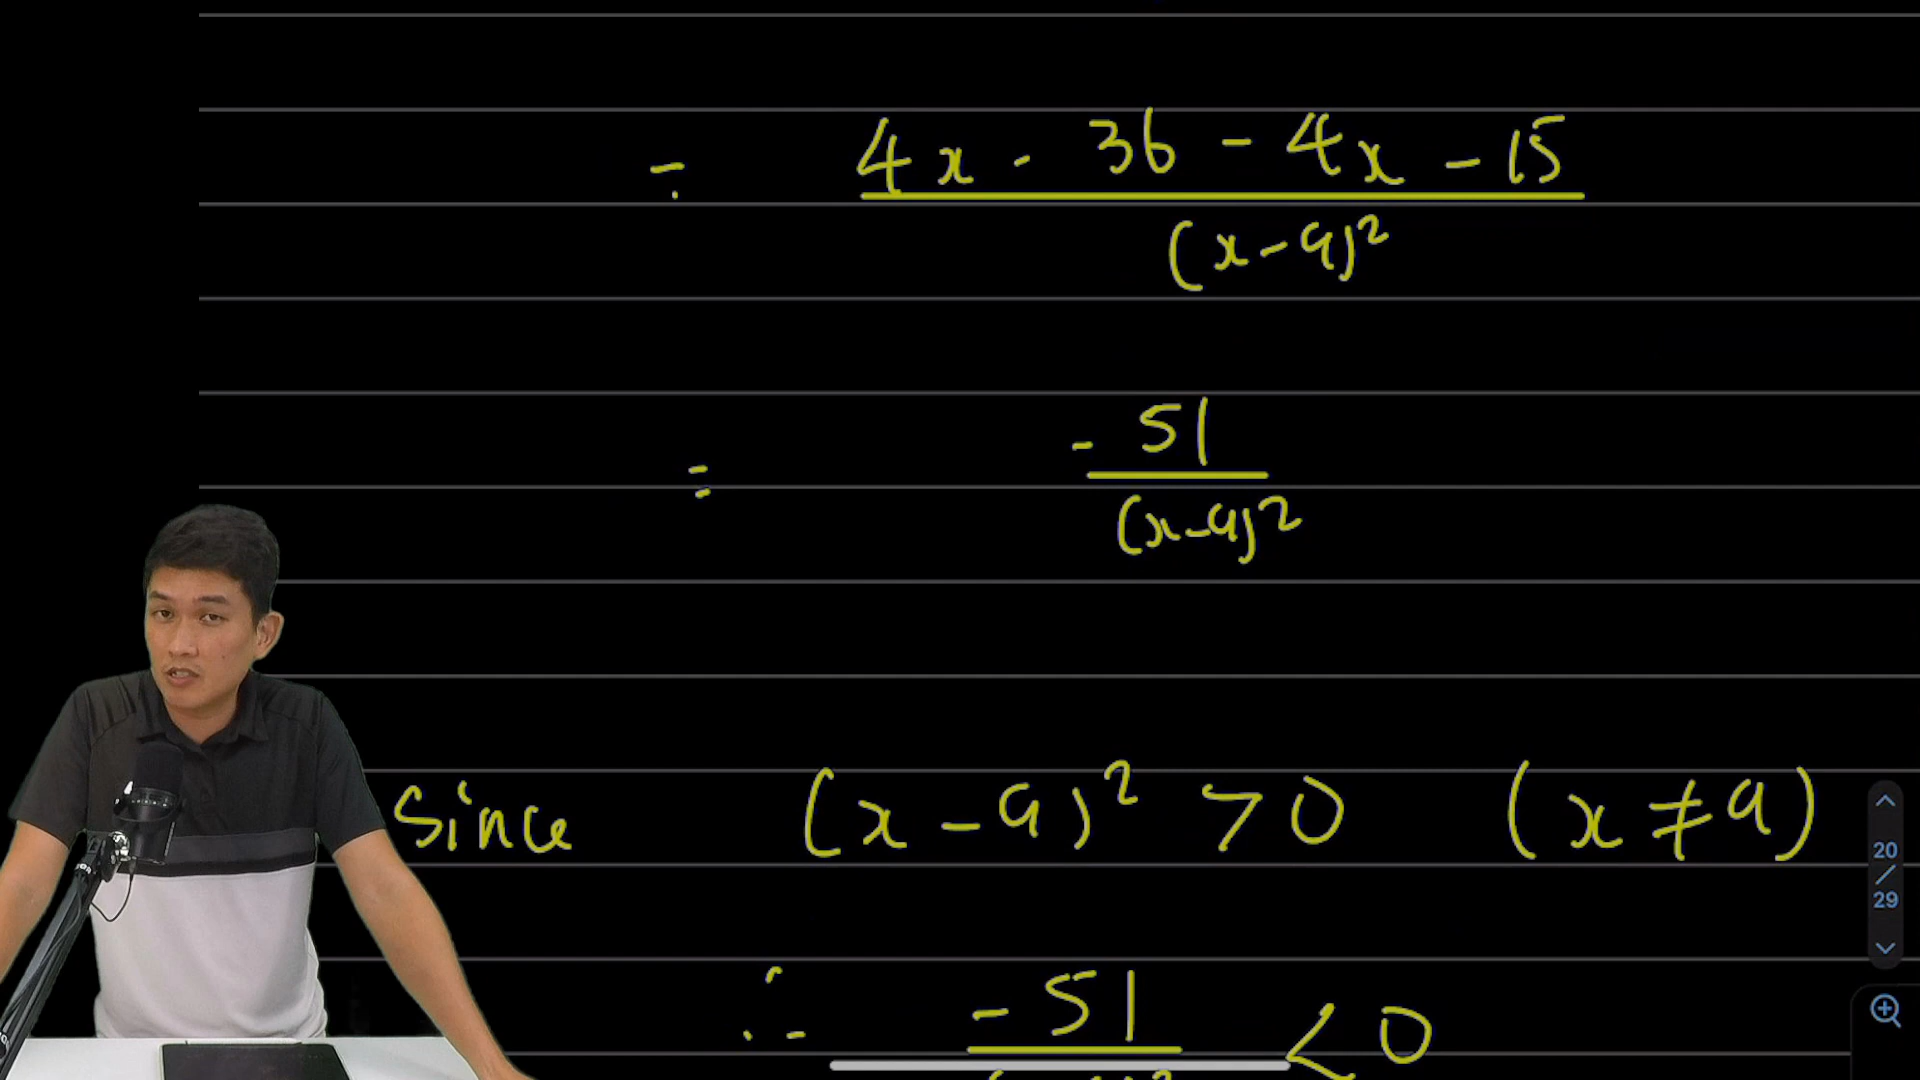 = 4x - 36 - 4x - 15
(x-9)²
= -51
(x-9)²
Since (x-9)² > 0 (x ≠ 9)
∴ -51 < 0
20
/
29